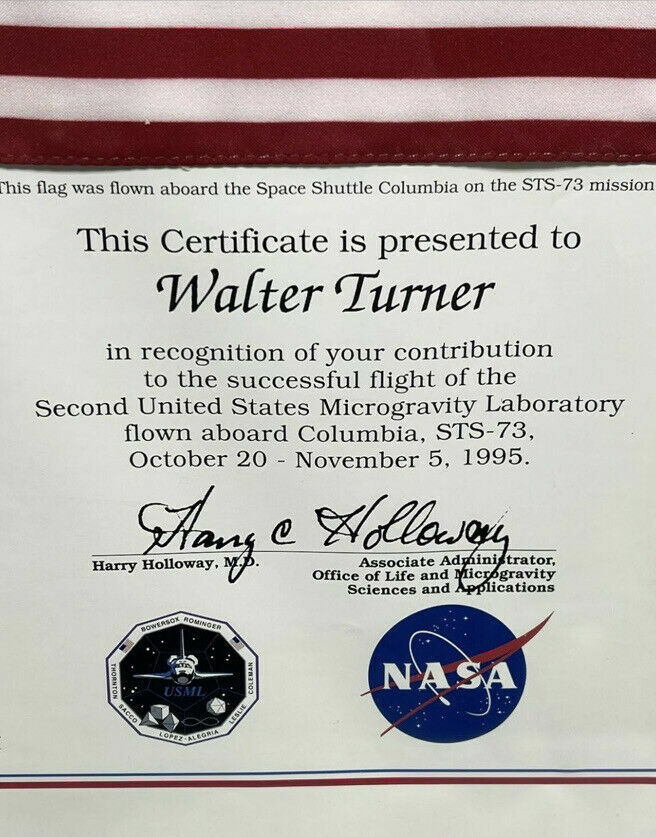 This flag was flown aboard the Space Shuttle Columbia on the STS-73 mission
This Certificate is presented to
Walter Turner
in recognition of your contribution
to the successful flight of the
Second United States Microgravity Laboratory
flown aboard Columbia, STS-73,
October 20 - November 5, 1995.
Harry C Holloway
Harry Holloway, M.D.
Associate Administrator,
Office of Life and Microgravity
Sciences and Applications
BOWERSOX ROMINGER
THORNTON
COLEMAN
USML
SACCO
LESLIE
LOPEZ-ALEGRIA
NASA